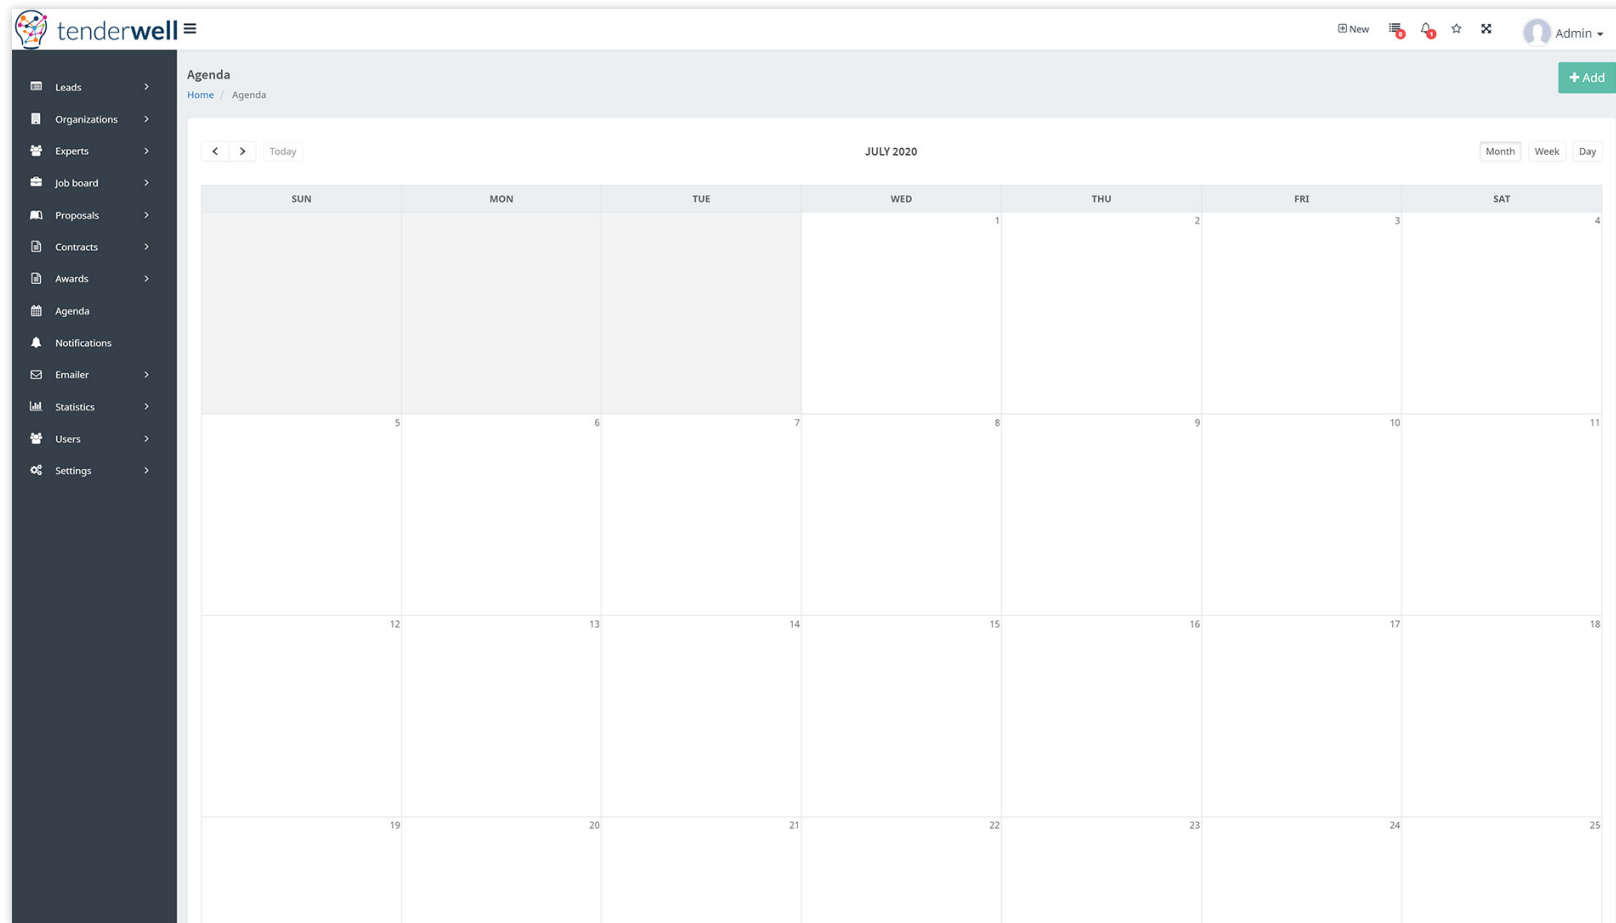 tenderwell
New
1
Admin
Leads
Organizations
Experts
Job board
Proposals
Contracts
Awards
Agenda
Notifications
Emailer
Statistics
Users
Settings
Agenda
Home / Agenda
+ Add
Today
JULY 2020
Month Week Day
SUN MON TUE WED THU FRI SAT
1 2 3 4
5 6 7 8 9 10 11
12 13 14 15 16 17 18
19 20 21 22 23 24 25